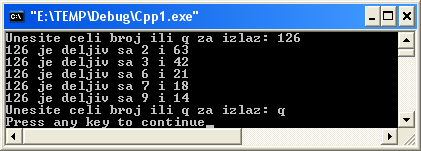 "E:\TEMP\Debug\Cpp1.exe"
Unesite celi broj ili q za izlaz: 126
126 je deljiv sa 2 i 63
126 je deljiv sa 3 i 42
126 je deljiv sa 6 i 21
126 je deljiv sa 7 i 18
126 je deljiv sa 9 i 14
Unesite celi broj ili q za izlaz: q
Press any key to continue_